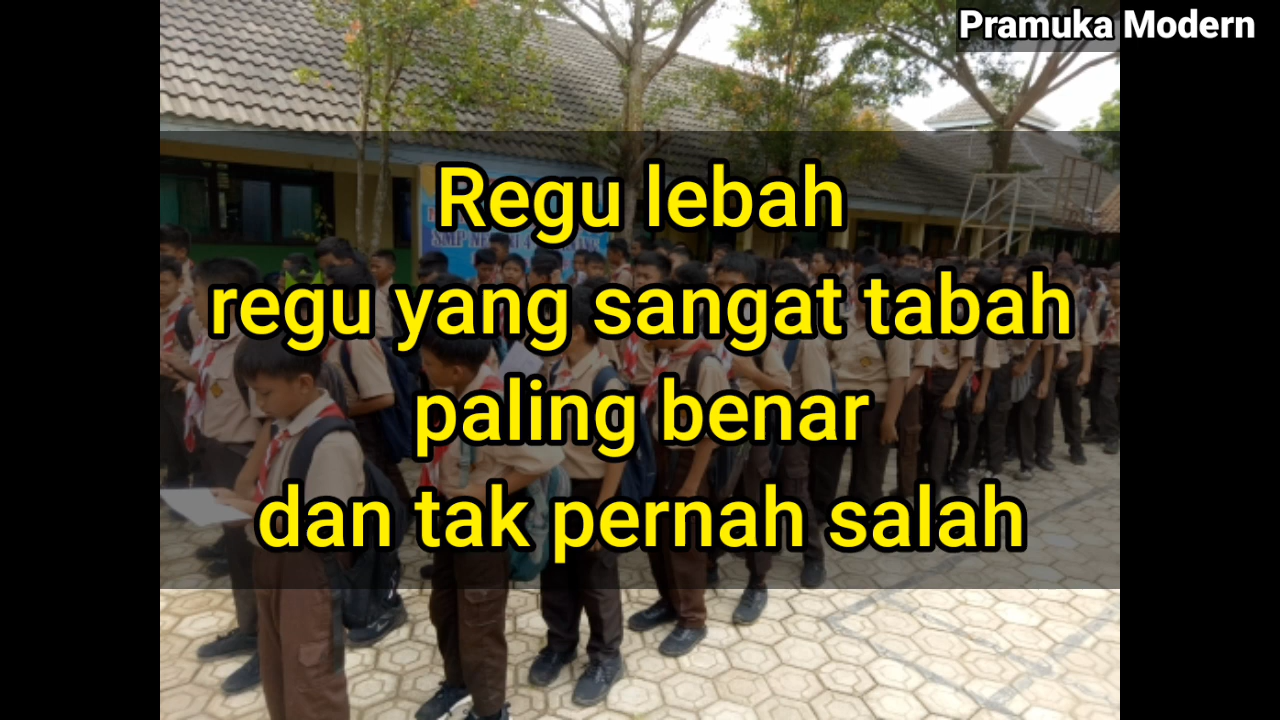 Pramuka Modern
Regu lebah
regu yang sangat tabah
paling benar
dan tak pernah salah